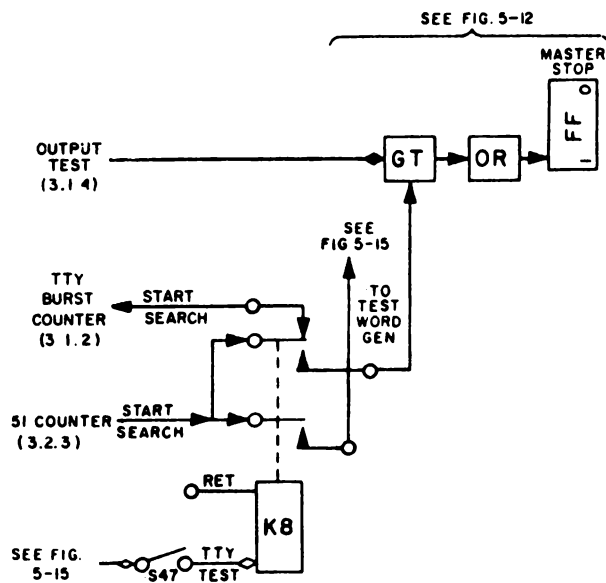 SEE FIG. 5-12
MASTER
STOP
FF
0
1
OUTPUT
TEST
(3.1 4)
GT
OR
SEE
FIG 5-15
TTY
BURST
COUNTER
(3 1.2)
START
SEARCH
TO
TEST
WORD
GEN
51 COUNTER
(3.2.3)
START
SEARCH
RET
K8
SEE FIG.
5-15
S47
TTY
TEST